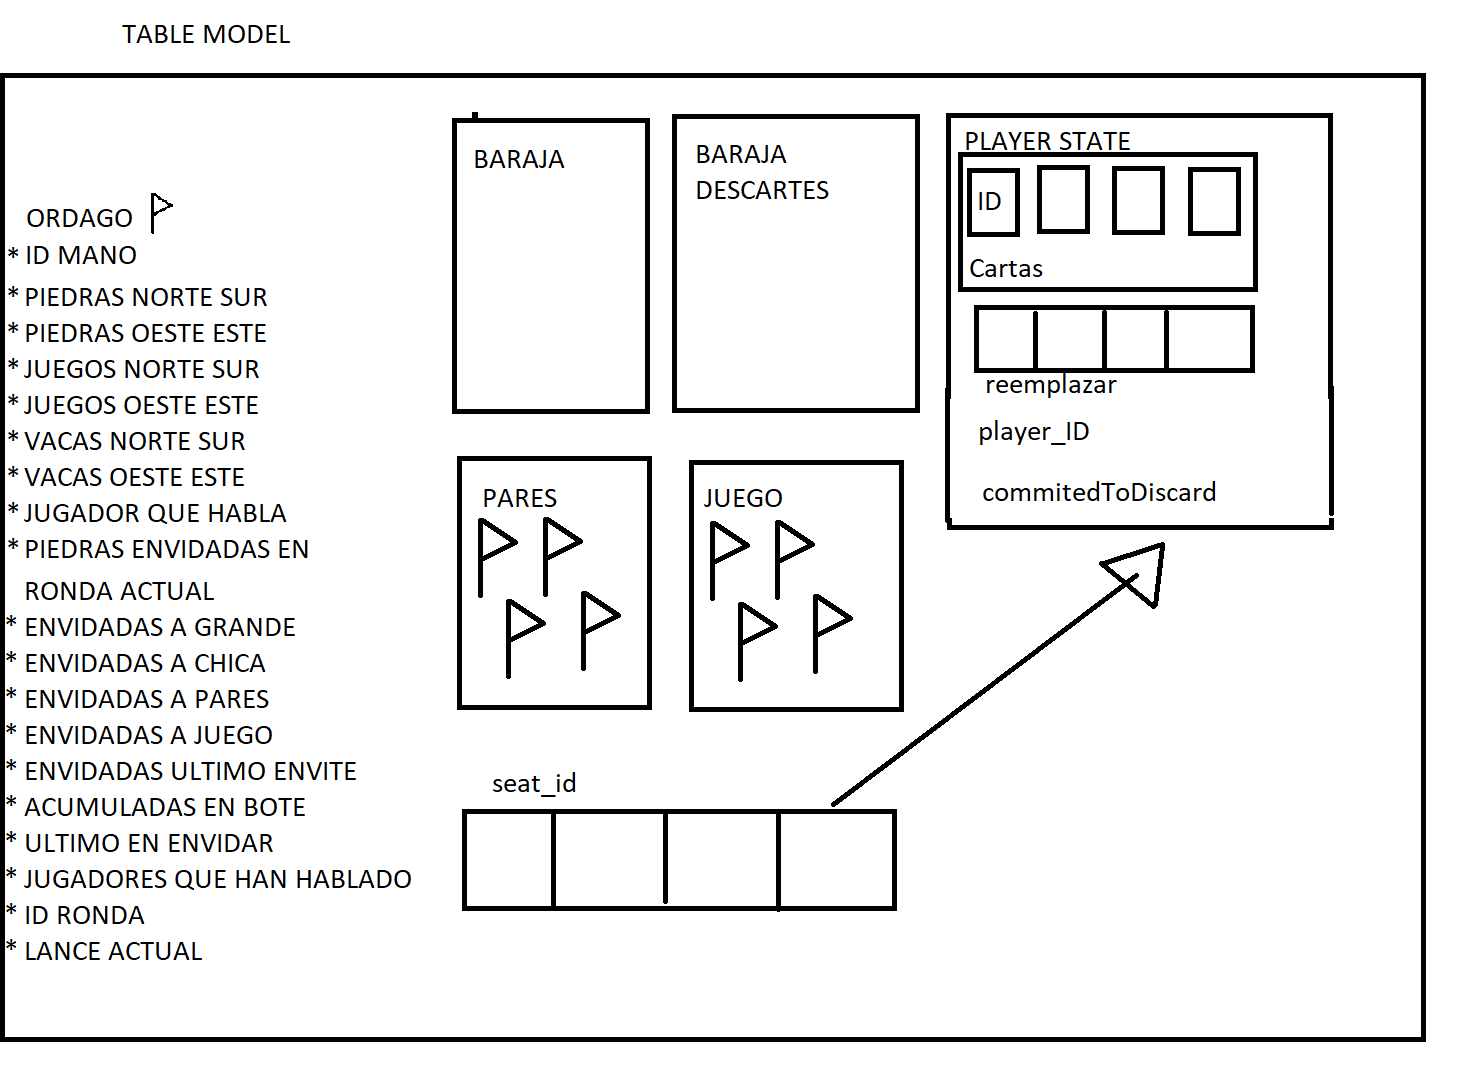 TABLE MODEL
ORDAGO
* ID MANO
* PIEDRAS NORTE SUR
* PIEDRAS OESTE ESTE
* JUEGOS NORTE SUR
* JUEGOS OESTE ESTE
* VACAS NORTE SUR
* VACAS OESTE ESTE
* JUGADOR QUE HABLA
* PIEDRAS ENVIDADAS EN
RONDA ACTUAL
* ENVIDADAS A GRANDE
* ENVIDADAS A CHICA
* ENVIDADAS A PARES
* ENVIDADAS A JUEGO
* ENVIDADAS ULTIMO ENVITE
* ACUMULADAS EN BOTE
* ULTIMO EN ENVIDAR
* JUGADORES QUE HAN HABLADO
* ID RONDA
* LANCE ACTUAL
BARAJA
BARAJA
DESCARTES
PLAYER STATE
ID
Cartas
reemplazar
player_ID
commitedToDiscard
PARES
JUEGO
seat_id